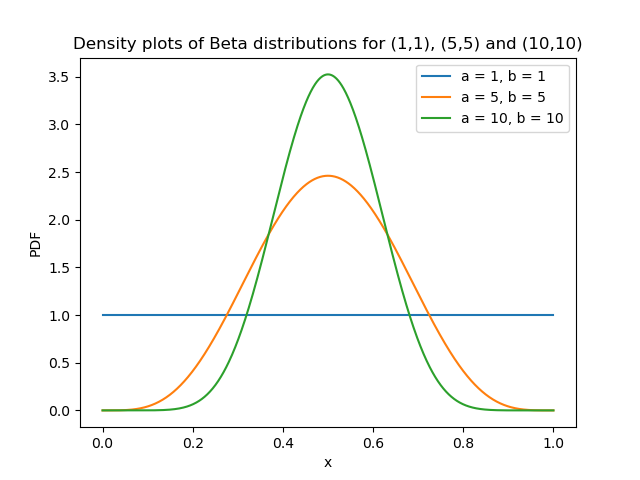 Density plots of Beta distributions for (1,1), (5,5) and (10,10)
a = 1, b = 1
a = 5, b = 5
a = 10, b = 10
3.5
3.0
2.5
2.0
1.5
1.0
0.5
0.0
PDF
0.0 0.2 0.4 0.6 0.8 1.0
x